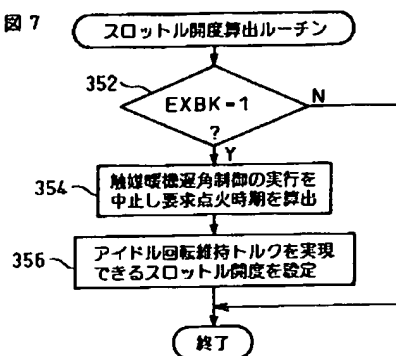 図 7
スロットル開度算出ルーチン
352
EXBK=1
?
N
Y
354
触媒暖機遅角制御の実行を
中止し要求点火時期を算出
356
アイドル回転維持トルクを実現
できるスロットル開度を設定
終了